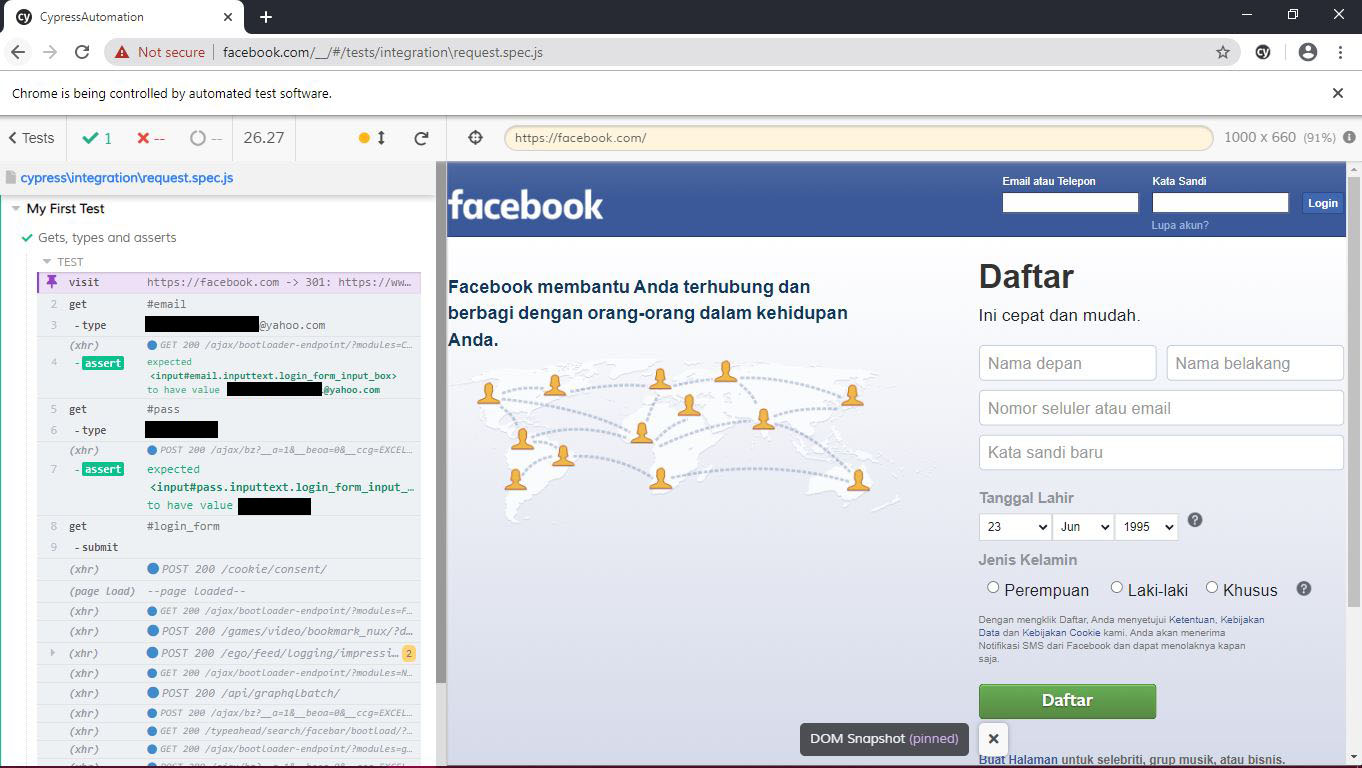 CypressAutomation
Not secure facebook.com/__/#/tests/integration\request.spec.js
Chrome is being controlled by automated test software.
Tests 1 -- -- 26.27
https://facebook.com/ 1000 x 660 (91%)
cypress\integration\request.spec.js
My First Test
Gets, types and asserts
TEST
visit https://facebook.com -> 301: https://ww…
2 get #email
3 -type @yahoo.com
(xhr) GET 200 /ajax/bootloader-endpoint/?modules=C…
4 -assert expected
<input#email.inputtext.login_form_input_box>
to have value @yahoo.com
5 get #pass
6 -type
(xhr) POST 200 /ajax/bz?__a=1&__beoa=0&__ccg=EXCEL…
7 -assert expected
<input#pass.inputtext.login_form_input_…
to have value
8 get #login_form
9 -submit
(xhr) POST 200 /cookie/consent/
(page load) --page loaded--
(xhr) GET 200 /ajax/bootloader-endpoint/?modules=F…
(xhr) POST 200 /games/video/bookmark_nux/?d…
(xhr) POST 200 /ego/feed/logging/impressi… 2
(xhr) GET 200 /ajax/bootloader-endpoint/?modules=N…
(xhr) POST 200 /api/graphqlbatch/
(xhr) POST 200 /ajax/bz?__a=1&__beoa=0&__ccg=EXCEL…
(xhr) GET 200 /typeahead/search/facebar/bootload/?…
(xhr) GET 200 /ajax/bootloader-endpoint/?modules=g…
(xhr) POST 200 /ajax/bz?__a=1&__beoa=0&__ccg=EXCEL…
facebook
Email atau Telepon Kata Sandi
Login
Lupa akun?
Facebook membantu Anda terhubung dan
berbagi dengan orang-orang dalam kehidupan
Anda.
Daftar
Ini cepat dan mudah.
Nama depan Nama belakang
Nomor seluler atau email
Kata sandi baru
Tanggal Lahir
23 Jun 1995
Jenis Kelamin
Perempuan Laki-laki Khusus
Dengan mengklik Daftar, Anda menyetujui Ketentuan, Kebijakan
Data dan Kebijakan Cookie kami. Anda akan menerima
Notifikasi SMS dari Facebook dan dapat menolaknya kapan
saja.
Daftar
DOM Snapshot (pinned)
Buat Halaman untuk selebriti, grup musik, atau bisnis.